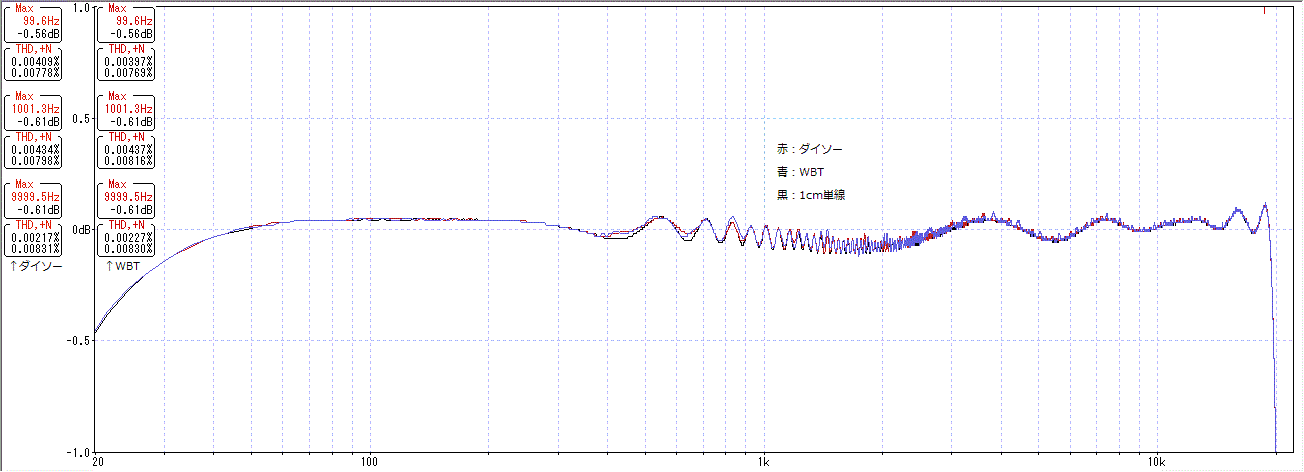 Max
99.6Hz
-0.56dB
THD,+N
0.00409%
0.00778%
Max
1001.3Hz
-0.61dB
THD,+N
0.00434%
0.00798%
Max
9999.5Hz
-0.61dB
THD,+N
0.00217%
0.00831%
↑ダイソー
Max
99.6Hz
-0.56dB
THD,+N
0.00397%
0.00769%
Max
1001.3Hz
-0.61dB
THD,+N
0.00437%
0.00816%
Max
9999.5Hz
-0.61dB
THD,+N
0.00227%
0.00830%
↑WBT
1.0
0.5
0dB
-0.5
-1.0
赤：ダイソー
青：WBT
黒：1cm単線
20 100 1k 10k